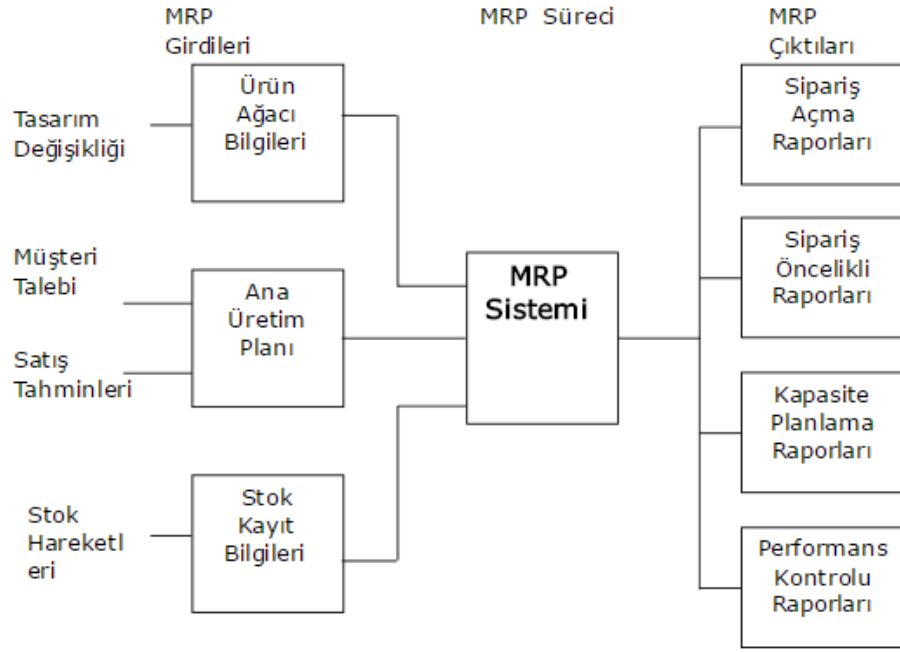 MRP
Girdileri
MRP Süreci
MRP
Çıktıları
Tasarım
Değişikliği
Ürün
Ağacı
Bilgileri
Müşteri
Talebi
Satış
Tahminleri
Ana
Üretim
Planı
Stok
Hareketl
eri
Stok
Kayıt
Bilgileri
MRP
Sistemi
Sipariş
Açma
Raporları
Sipariş
Öncelikli
Raporları
Kapasite
Planlama
Raporları
Performans
Kontrolu
Raporları